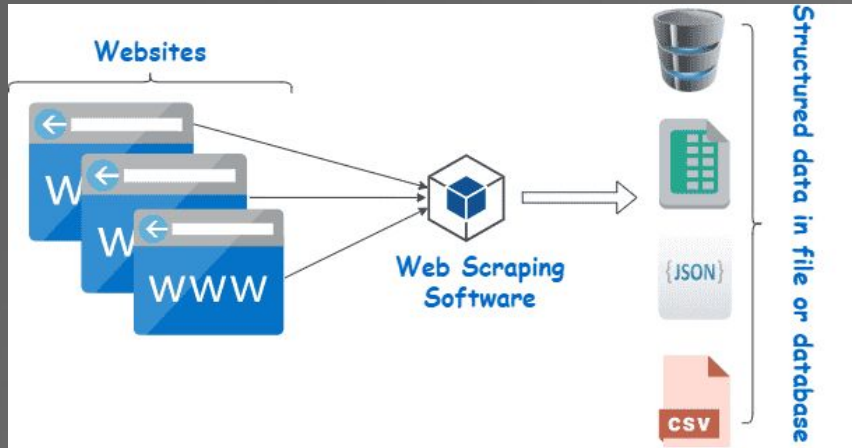 Websites
W
W
WWW
Web Scraping
Software
{JSON}
CSV
Structured data in file or database